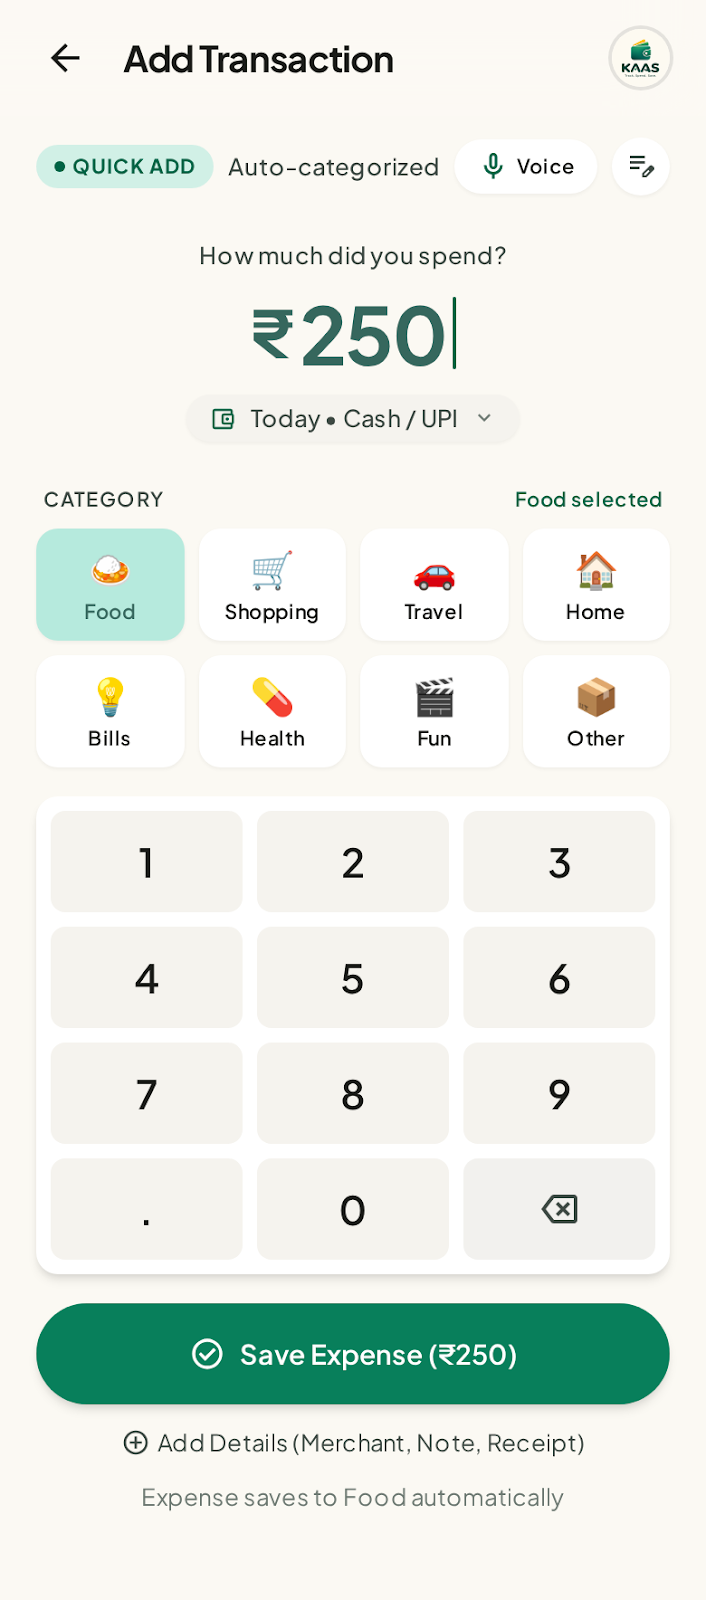 Add Transaction
KAAS
QUICK ADD
Auto-categorized
Voice
How much did you spend?
₹250
Today • Cash / UPI
CATEGORY
Food selected
Food
Shopping
Travel
Home
Bills
Health
Fun
Other
1
2
3
4
5
6
7
8
9
.
0
Save Expense (₹250)
Add Details (Merchant, Note, Receipt)
Expense saves to Food automatically